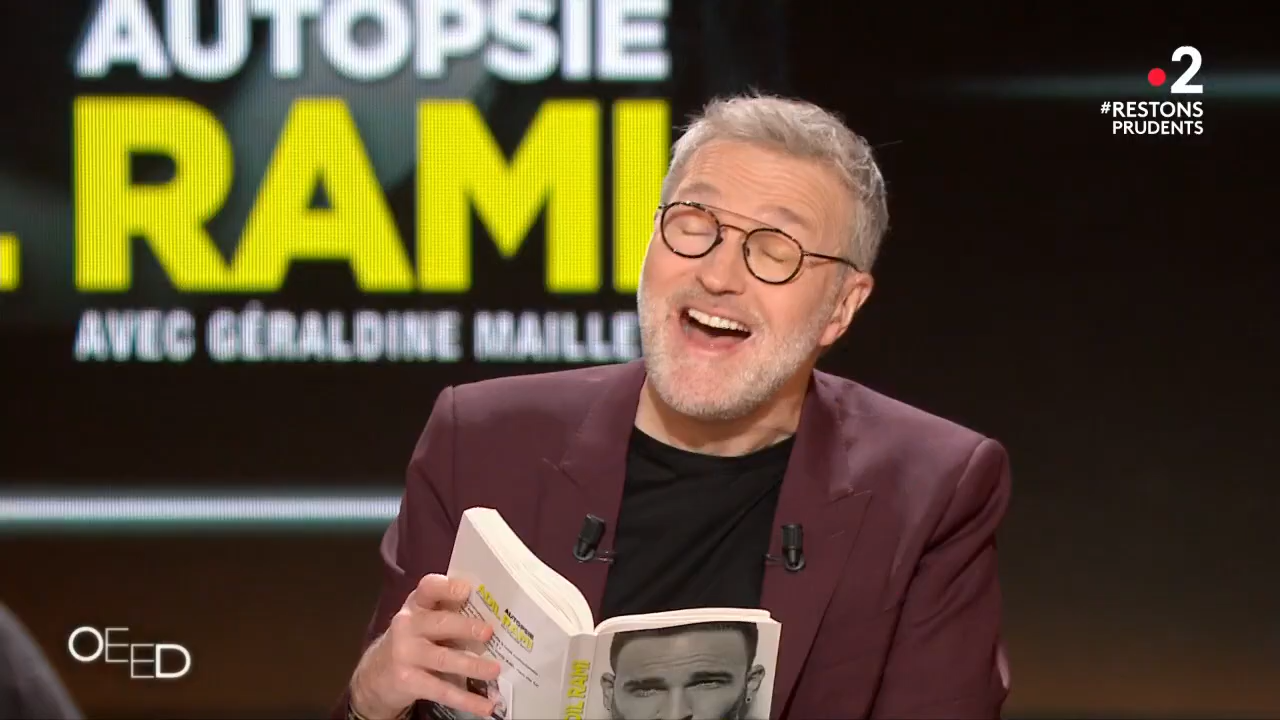 AUTOPSIE
RAMI
AVEC GÉRALDINE MAILLE
2
#RESTONS
PRUDENTS
AUTOPSIE
ADIL RAMI
ADIL RAMI
OEED